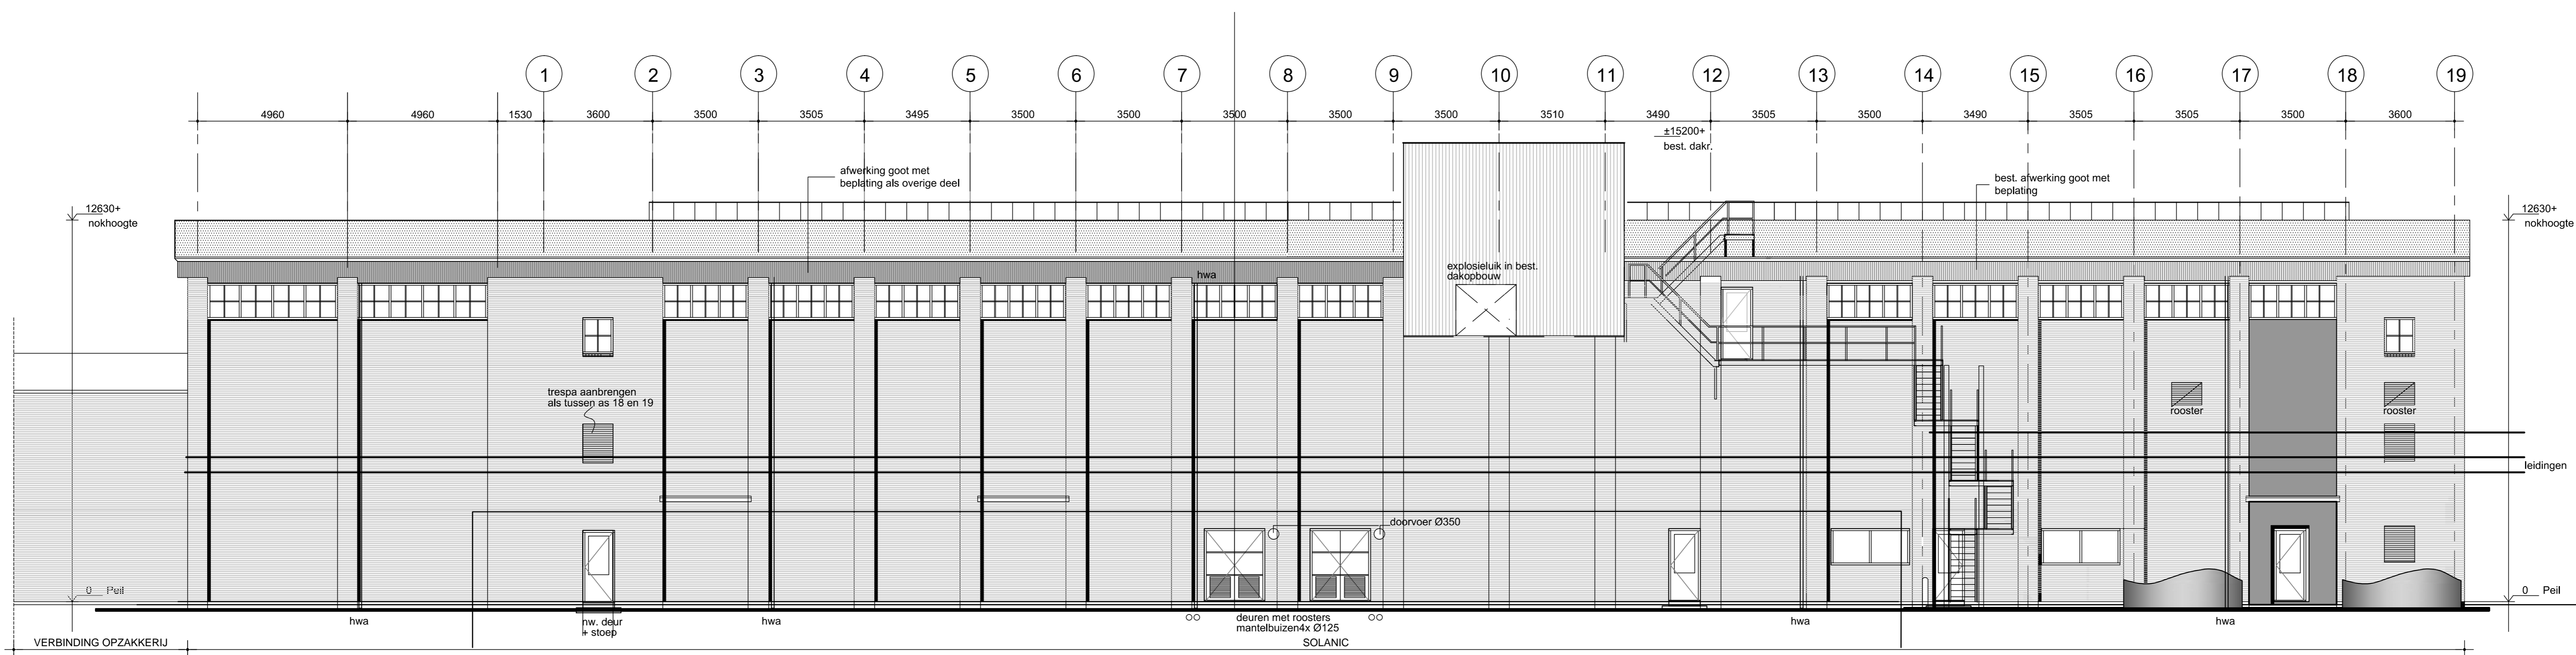 1 2 3 4 5 6 7 8 9 10 11 12 13 14 15 16 17 18 19
4960 4960 1530 3600 3500 3505 3495 3500 3500 3500 3500 3500 3510 3490 3505 3500 3490 3505 3505 3500 3600
±15200+
best. dakr.
afwerking goot met
beplating als overige deel
best. afwerking goot met
beplating
12630+
nokhoogte
12630+
nokhoogte
explosieluik in best.
dakopbouw
hwa
trespa aanbrengen
als tussen as 18 en 19
rooster
rooster
leidingen
doorvoer Ø350
0 Peil
0 Peil
hwa
nw. deur
+ stoep
hwa
deuren met roosters
mantelbuizen4x Ø125
hwa
hwa
VERBINDING OPZAKKERIJ
SOLANIC